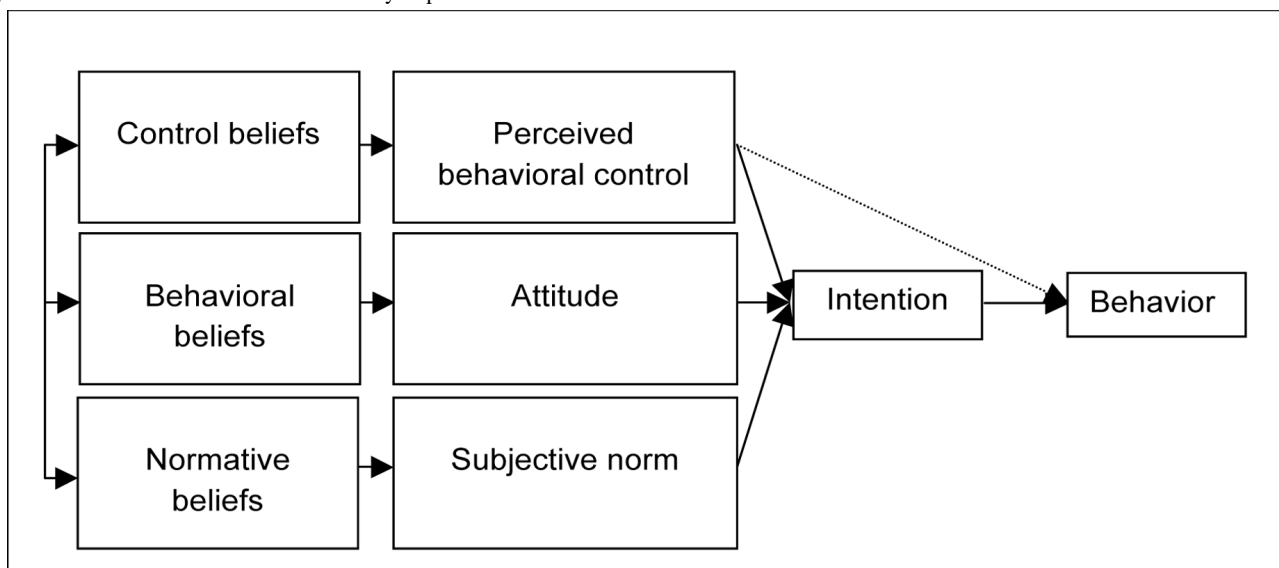 Control beliefs
Perceived
behavioral control
Behavioral
beliefs
Attitude
Intention
Behavior
Normative
beliefs
Subjective norm